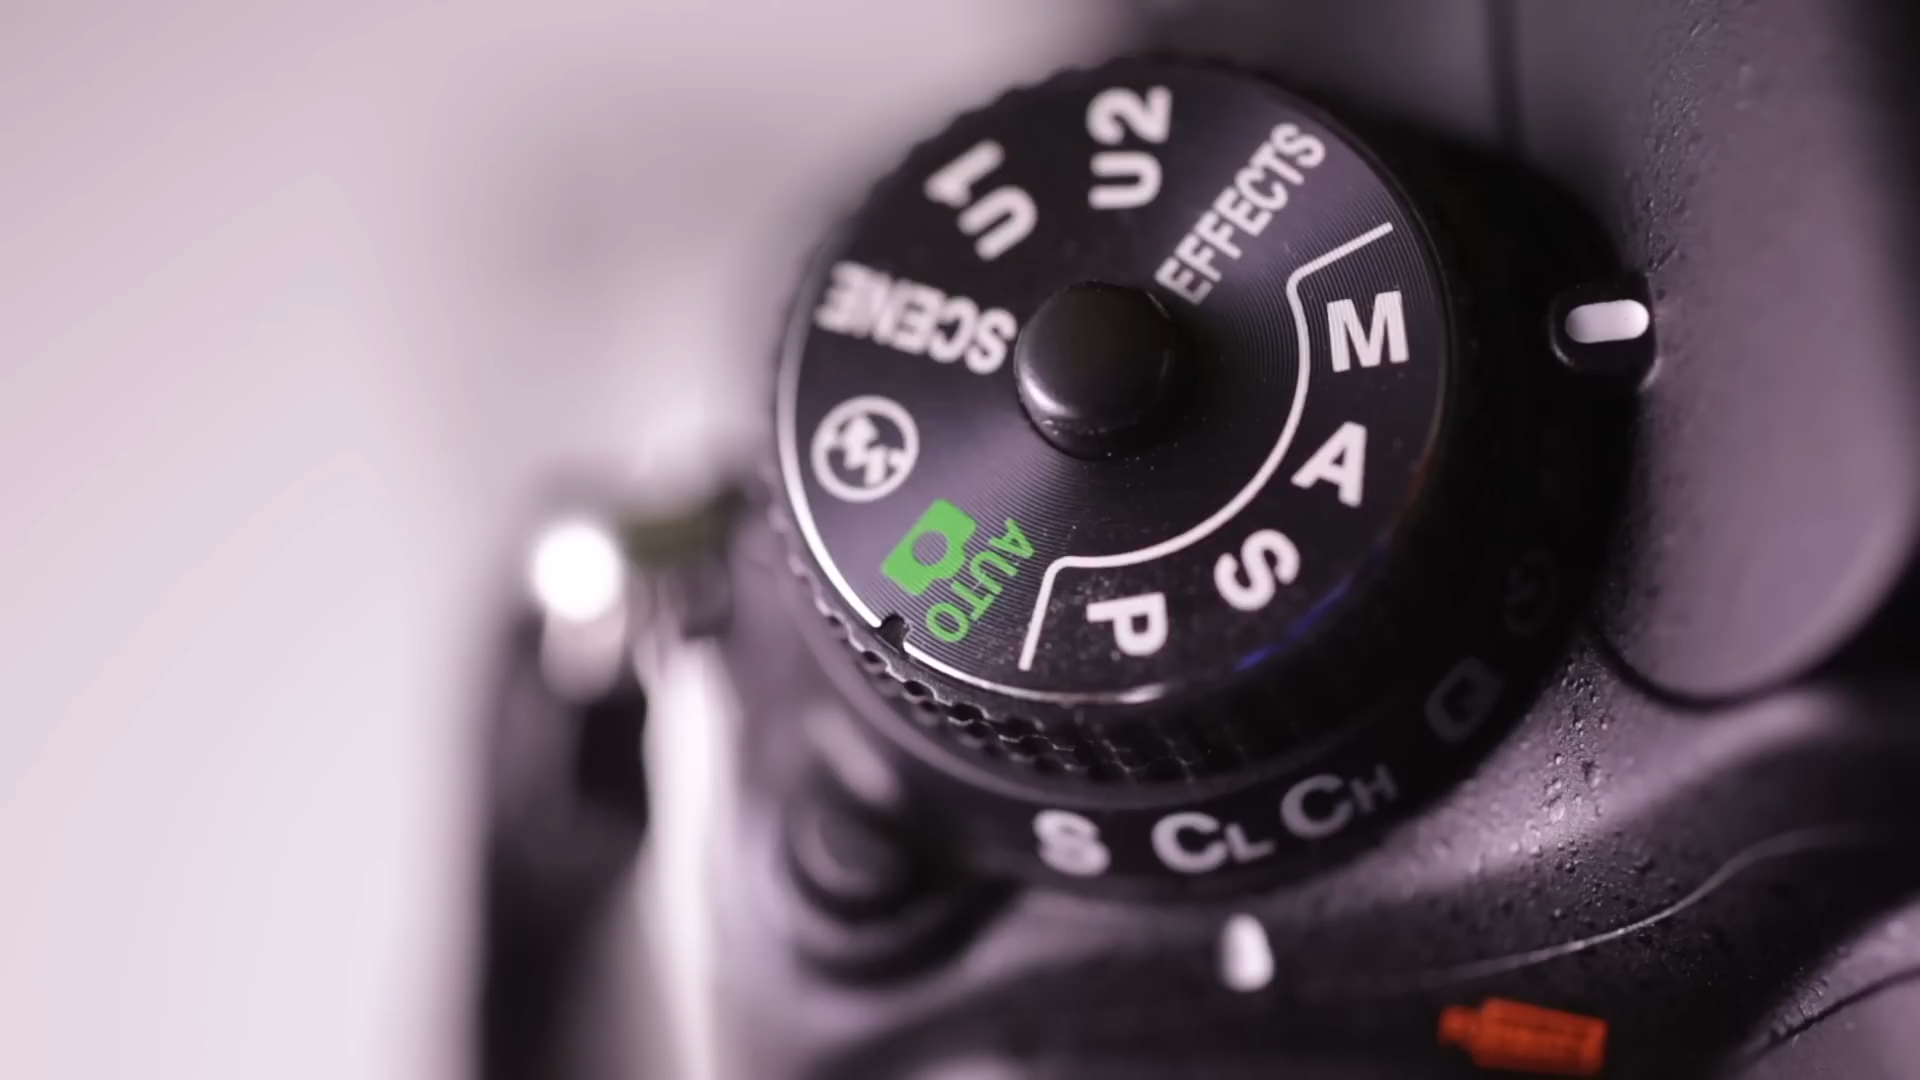 U2
U1
EFFECTS
SCENE
M
A
AUTO
S
P
Q
S CL CH